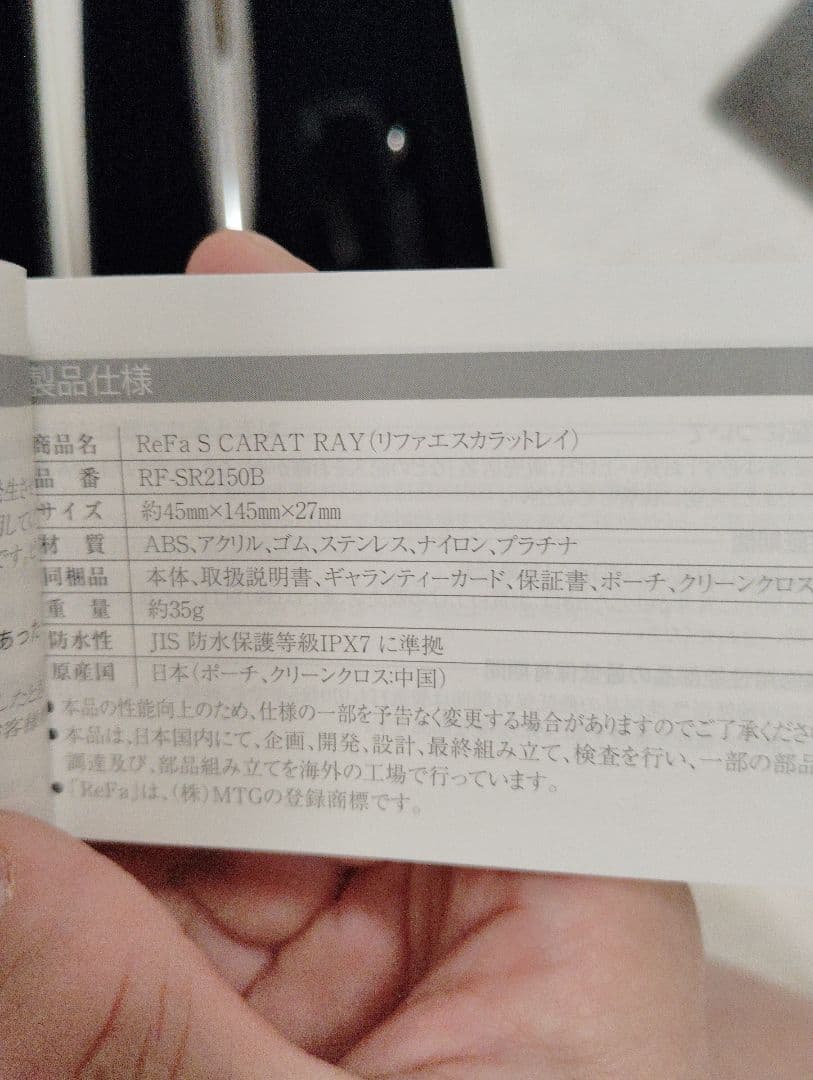 製品仕様
商品名 ReFa S CARAT RAY(リファエスカラットレイ)
品番 RF-SR2150B
サイズ 約45㎜×145㎜×27㎜
材質 ABS、アクリル、ゴム、ステンレス、ナイロン、プラチナ
同梱品 本体、取扱説明書、ギャランティーカード、保証書、ポーチ、クリーンクロス
重量 約35g
防水性 JIS 防水保護等級IPX7 に準拠
原産国 日本(ポーチ、クリーンクロス:中国)
●本品の性能向上のため、仕様の一部を予告なく変更する場合がありますのでご了承くださ
●本品は、日本国内にて、企画、開発、設計、最終組み立て、検査を行い、一部の部品
調達及び、部品組み立てを海外の工場で行っています。
●「ReFa」は、(株)MTGの登録商標です。